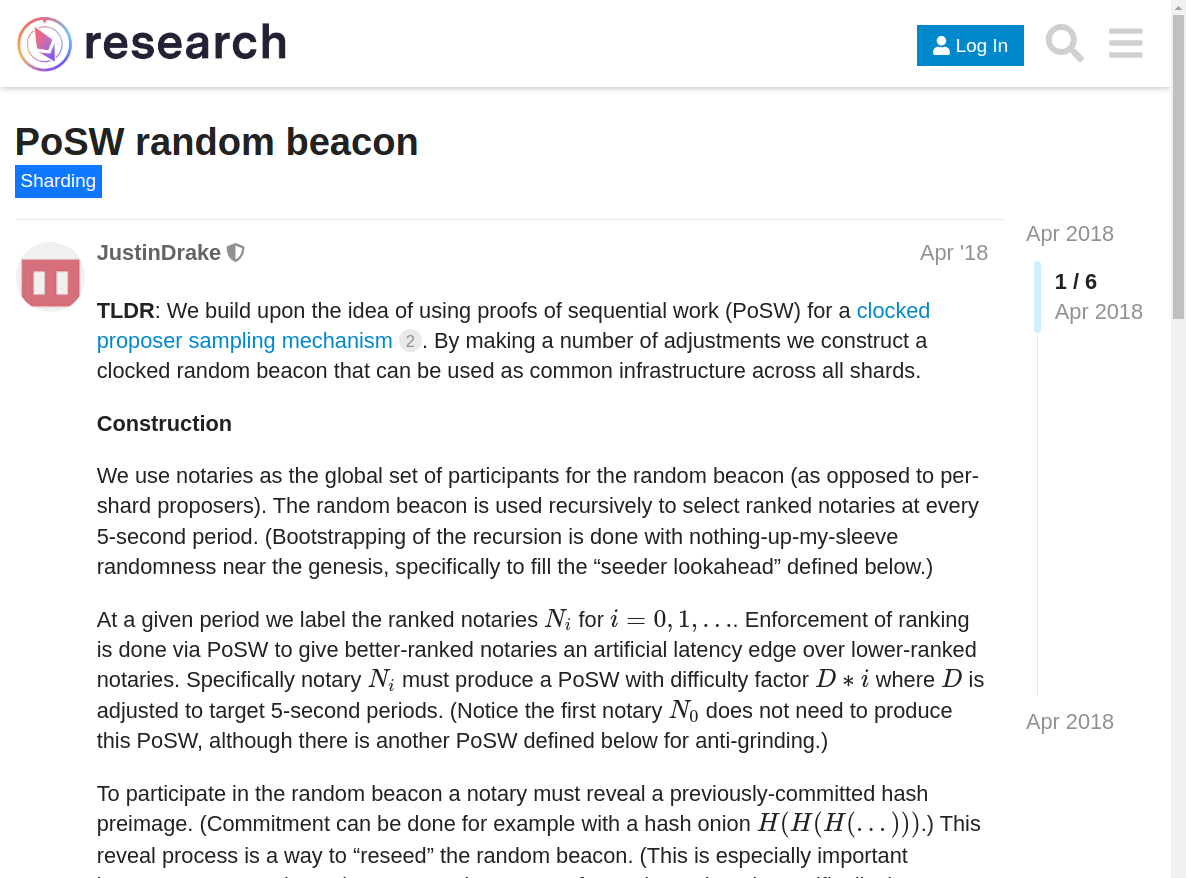 research
Log In
PoSW random beacon
Sharding
JustinDrake
Apr '18
TLDR: We build upon the idea of using proofs of sequential work (PoSW) for a clocked
proposer sampling mechanism 2. By making a number of adjustments we construct a
clocked random beacon that can be used as common infrastructure across all shards.
Construction
We use notaries as the global set of participants for the random beacon (as opposed to per-
shard proposers). The random beacon is used recursively to select ranked notaries at every
5-second period. (Bootstrapping of the recursion is done with nothing-up-my-sleeve
randomness near the genesis, specifically to fill the “seeder lookahead” defined below.)
At a given period we label the ranked notaries N_i for i = 0, 1, .... Enforcement of ranking
is done via PoSW to give better-ranked notaries an artificial latency edge over lower-ranked
notaries. Specifically notary N_i must produce a PoSW with difficulty factor D * i where D is
adjusted to target 5-second periods. (Notice the first notary N_0 does not need to produce
this PoSW, although there is another PoSW defined below for anti-grinding.)
To participate in the random beacon a notary must reveal a previously-committed hash
preimage. (Commitment can be done for example with a hash onion H(H(H(...))).) This
reveal process is a way to “reseed” the random beacon. (This is especially important
Apr 2018
1 / 6
Apr 2018
Apr 2018